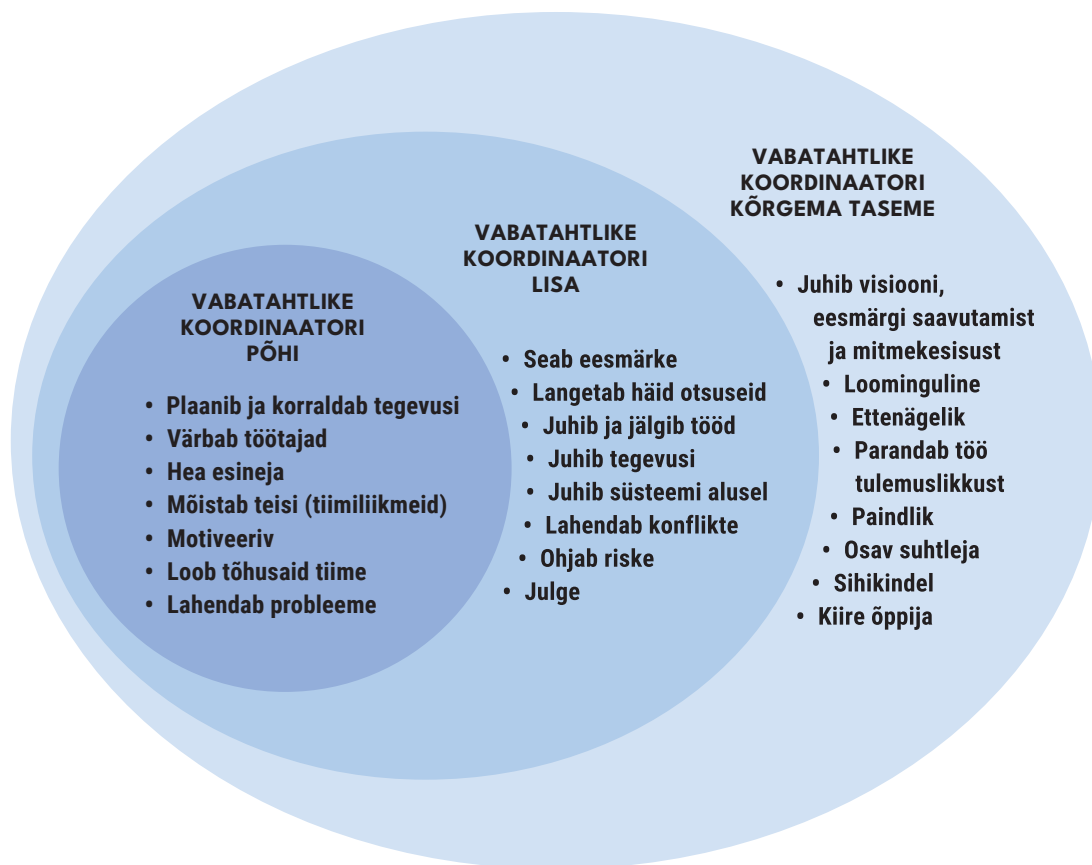 VABATAHTLIKE
KOORDINAATORI
PÕHI
• Plaanib ja korraldab tegevusi
• Värbab töötajad
• Hea esineja
• Mõistab teisi (tiimiliikmeid)
• Motiveeriv
• Loob tõhusaid tiime
• Lahendab probleeme
VABATAHTLIKE
KOORDINAATORI
LISA
• Seab eesmärke
• Langetab häid otsuseid
• Juhib ja jälgib tööd
• Juhib tegevusi
• Juhib süsteemi alusel
• Lahendab konflikte
• Ohjab riske
• Julge
VABATAHTLIKE
KOORDINAATORI
KÕRGEMA TASEME
• Juhib visiooni,
eesmärgi saavutamist
ja mitmekesisust
• Loominguline
• Ettenägelik
• Parandab töö
tulemuslikkust
• Paindlik
• Osav suhtleja
• Sihikindel
• Kiire õppija